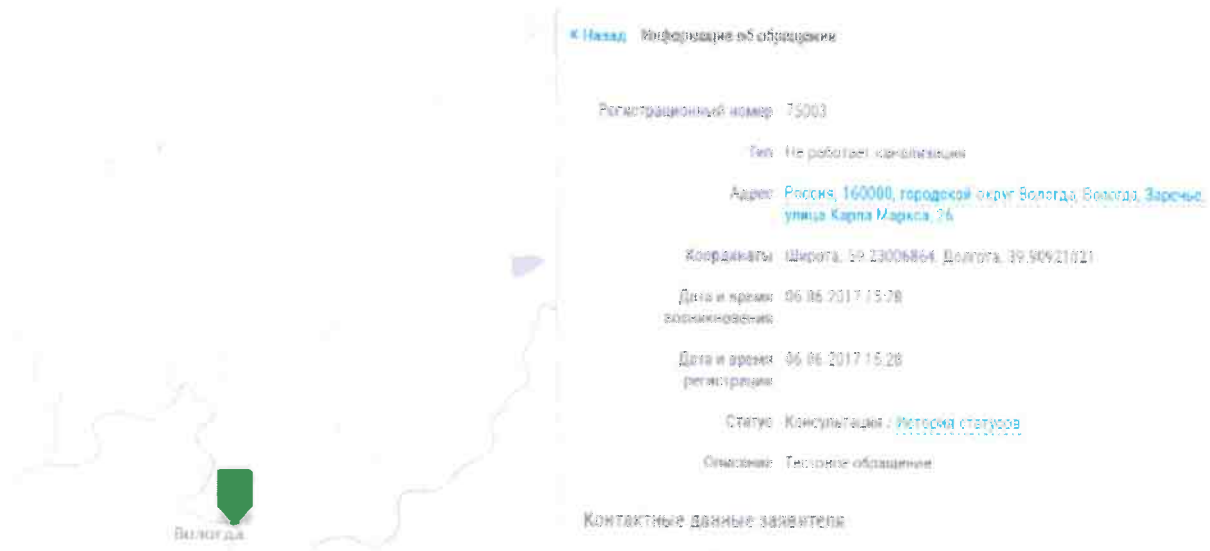 Вологда
< Назад Информация об обращении
Регистрационный номер 75003
Тип Не работает канализация
Адрес Россия, 160000, городской округ Вологда, Вологда, Заречье,
улица Карла Маркса, 26
Координаты Широта, 59.23006864, Долгота, 39.90921021
Дата и время 06.06.2017 15:28
возникновения
Дата и время 06.06.2017 15:28
регистрации
Статус Консультация / История статусов
Описание Тестовое обращение
Контактные данные заявителя